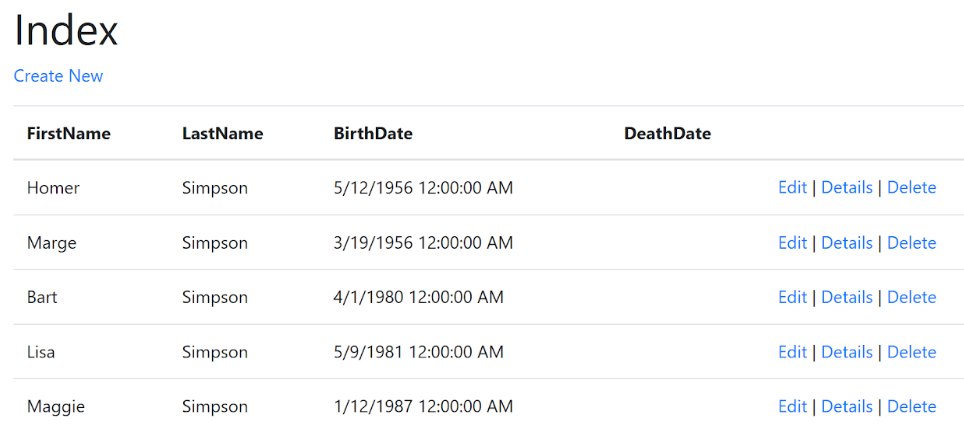 Index
Create New
FirstName LastName BirthDate DeathDate
Homer Simpson 5/12/1956 12:00:00 AM Edit | Details | Delete
Marge Simpson 3/19/1956 12:00:00 AM Edit | Details | Delete
Bart Simpson 4/1/1980 12:00:00 AM Edit | Details | Delete
Lisa Simpson 5/9/1981 12:00:00 AM Edit | Details | Delete
Maggie Simpson 1/12/1987 12:00:00 AM Edit | Details | Delete